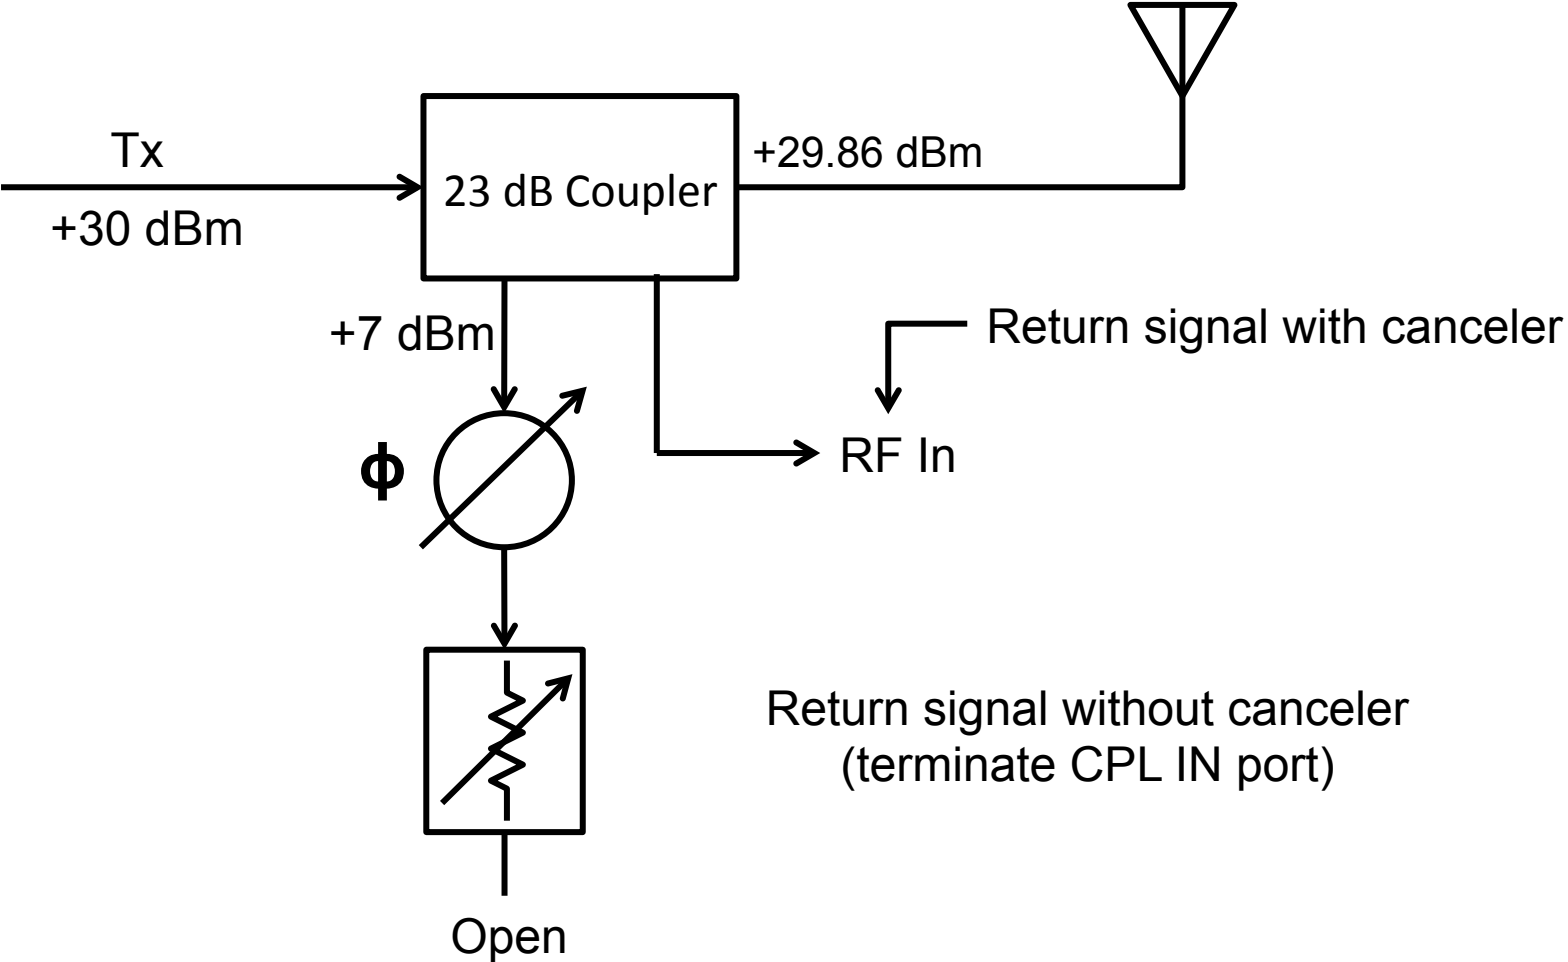 Tx
+30 dBm
23 dB Coupler
+29.86 dBm
+7 dBm
Return signal with canceler
ϕ
RF In
Return signal without canceler
(terminate CPL IN port)
Open